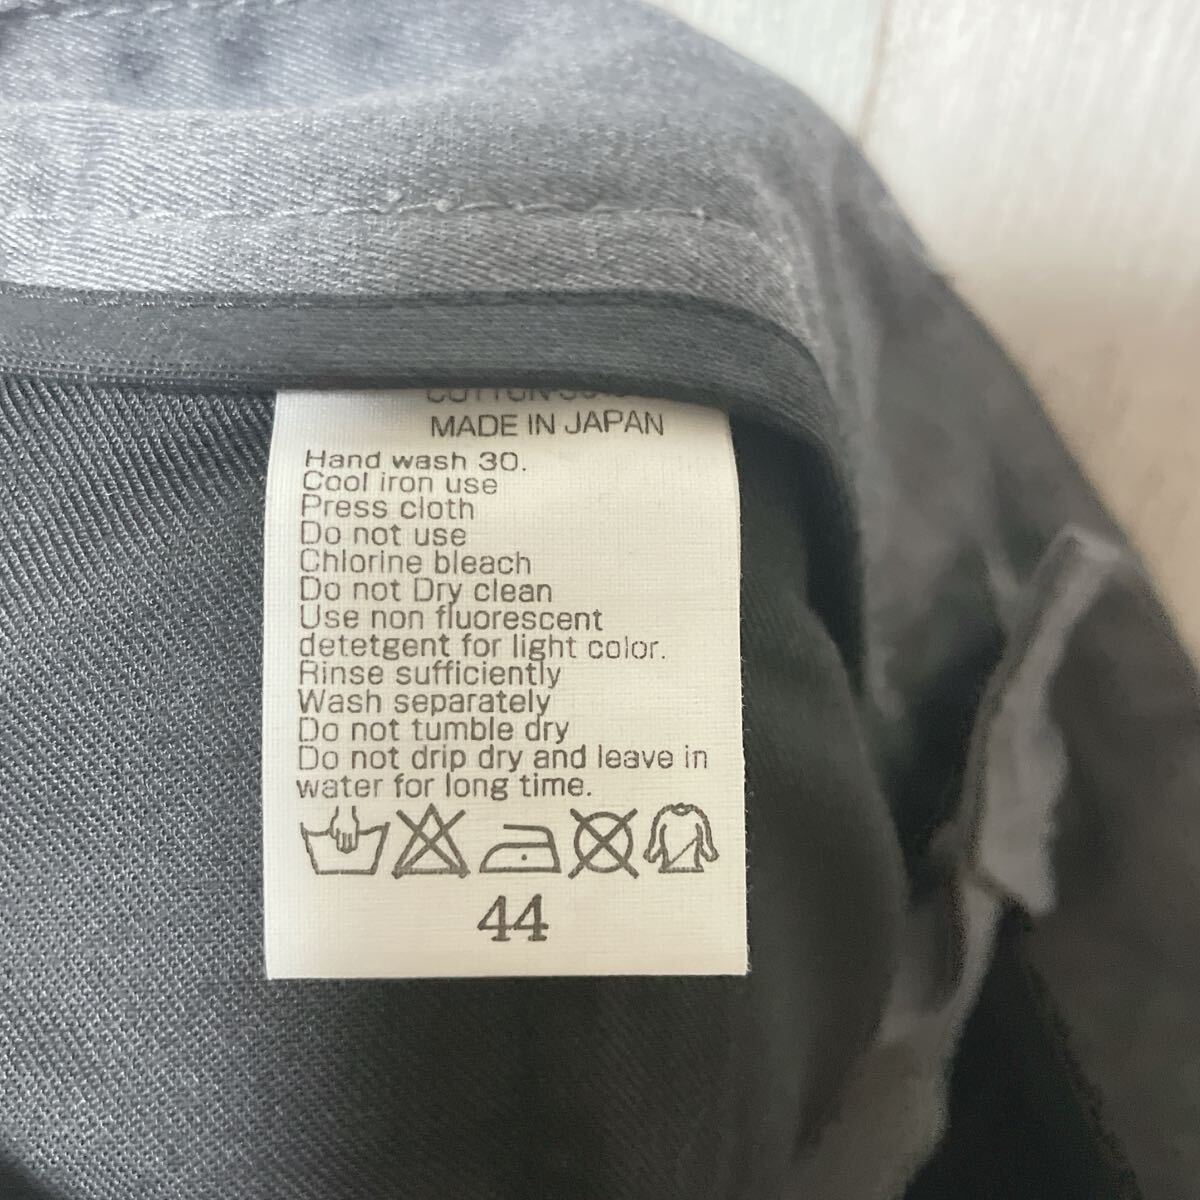 COTTON
MADE IN JAPAN
Hand wash 30.
Cool iron use
Press cloth
Do not use
Chlorine bleach
Do not Dry clean
Use non fluorescent
detetgent for light color.
Rinse sufficiently
Wash separately
Do not tumble dry
Do not drip dry and leave in
water for long time.
44